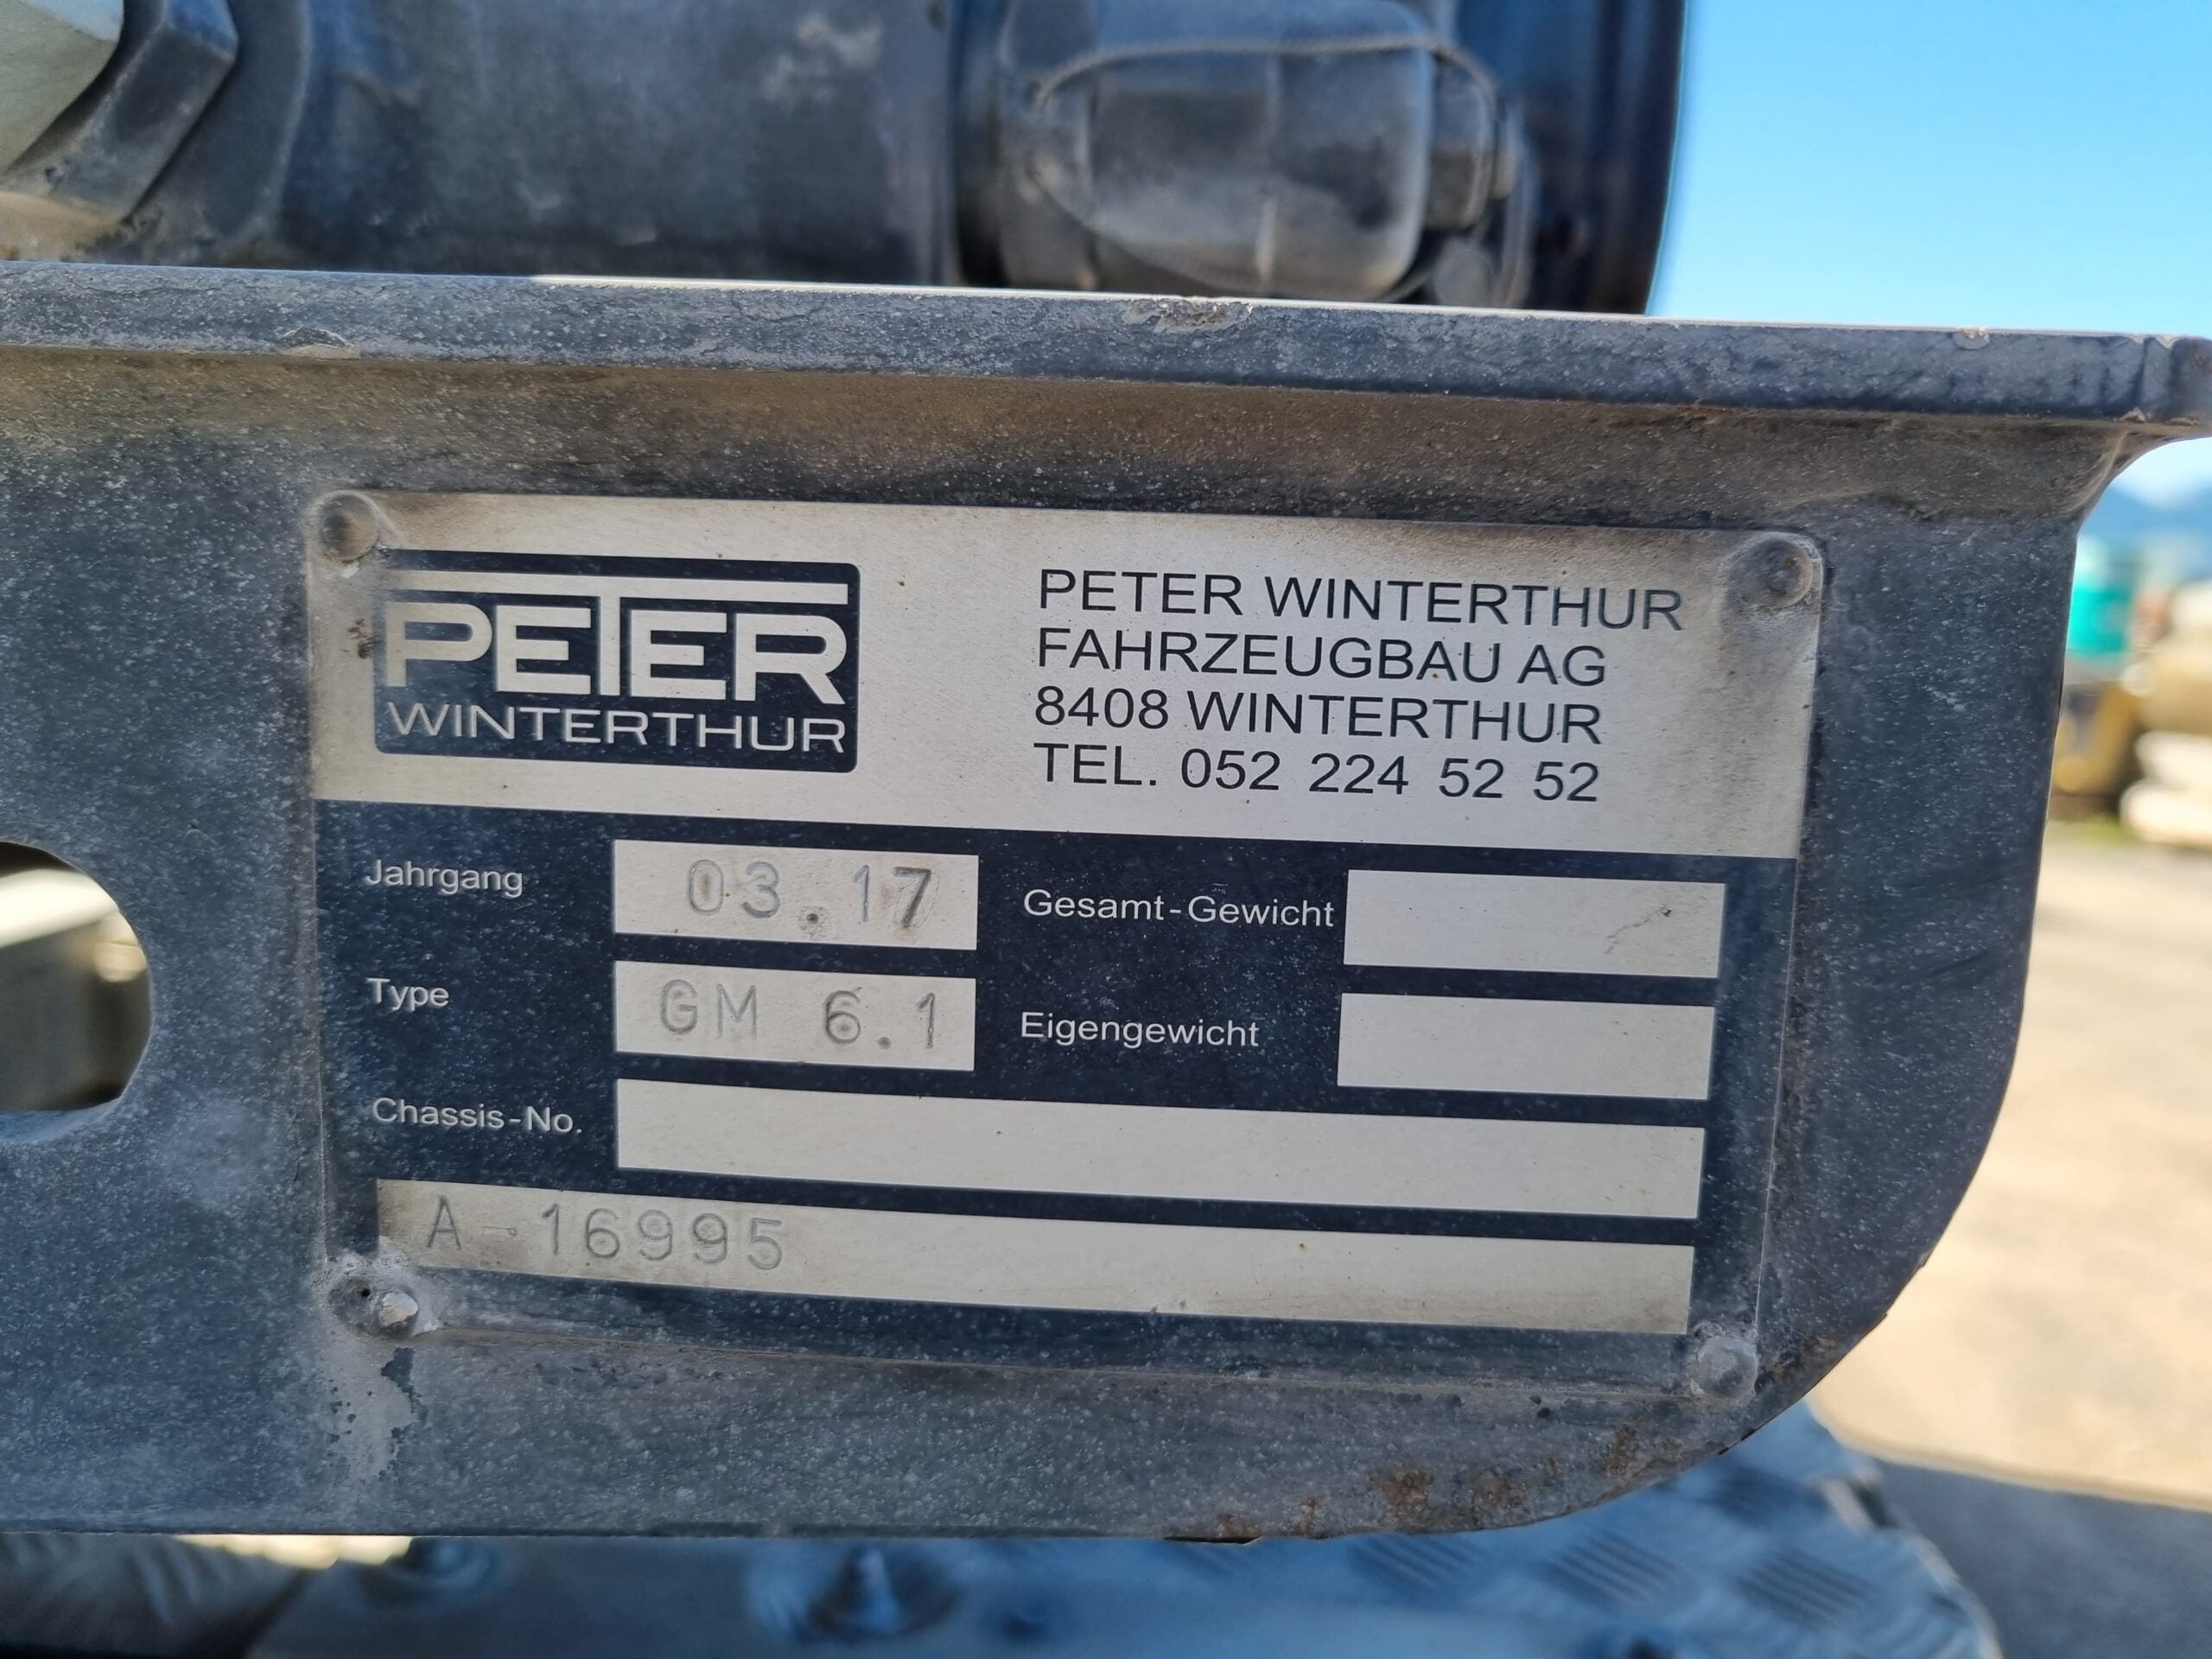 PETER
WINTERTHUR
PETER WINTERTHUR
FAHRZEUGBAU AG
8408 WINTERTHUR
TEL. 052 224 52 52
Jahrgang 03.17 Gesamt-Gewicht
Type GM 6.1 Eigengewicht
Chassis-No.
A-16995